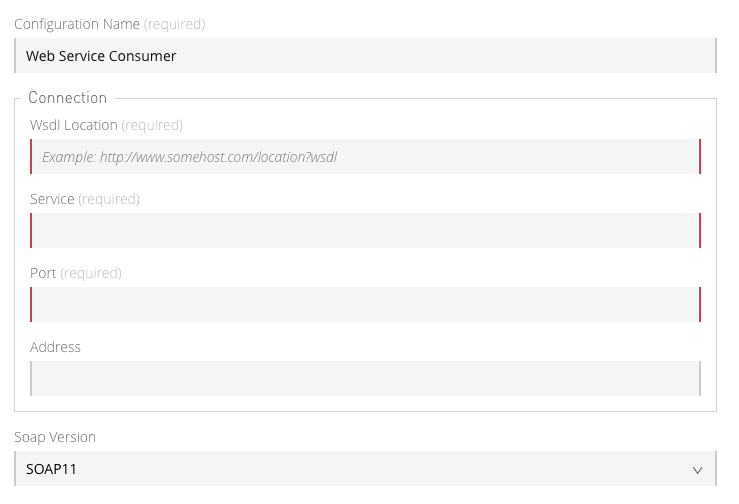 Configuration Name (required)
Web Service Consumer
Connection
Wsdl Location (required)
Example: http://www.somehost.com/location?wsdl
Service (required)
Port (required)
Address
Soap Version
SOAP11